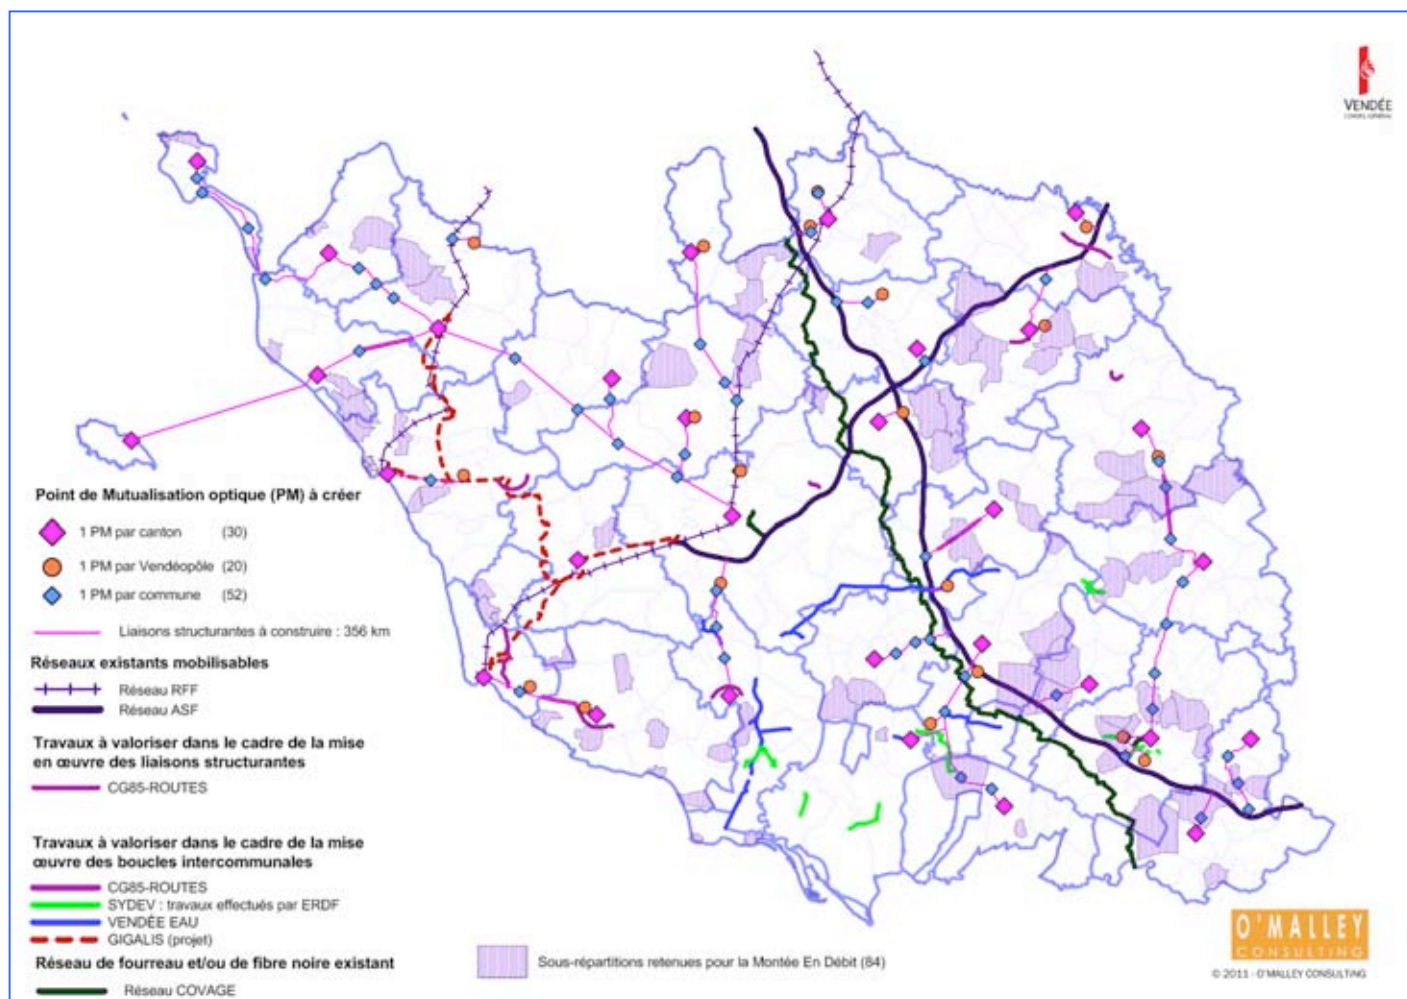 VENDÉE
CONSEIL GÉNÉRAL
Point de Mutualisation optique (PM) à créer
1 PM par canton (30)
1 PM par Vendéopôle (20)
1 PM par commune (52)
Liaisons structurantes à construire : 356 km
Réseaux existants mobilisables
Réseau RFF
Réseau ASF
Travaux à valoriser dans le cadre de la mise
en œuvre des liaisons structurantes
CG85-ROUTES
Travaux à valoriser dans le cadre de la mise
œuvre des boucles intercommunales
CG85-ROUTES
SYDEV : travaux effectués par ERDF
VENDÉE EAU
GIGALIS (projet)
Réseau de fourreau et/ou de fibre noire existant
Réseau COVAGE
Sous-répartitions retenues pour la Montée En Débit (84)
O'MALLEY
CONSULTING
© 2011 - O'MALLEY CONSULTING